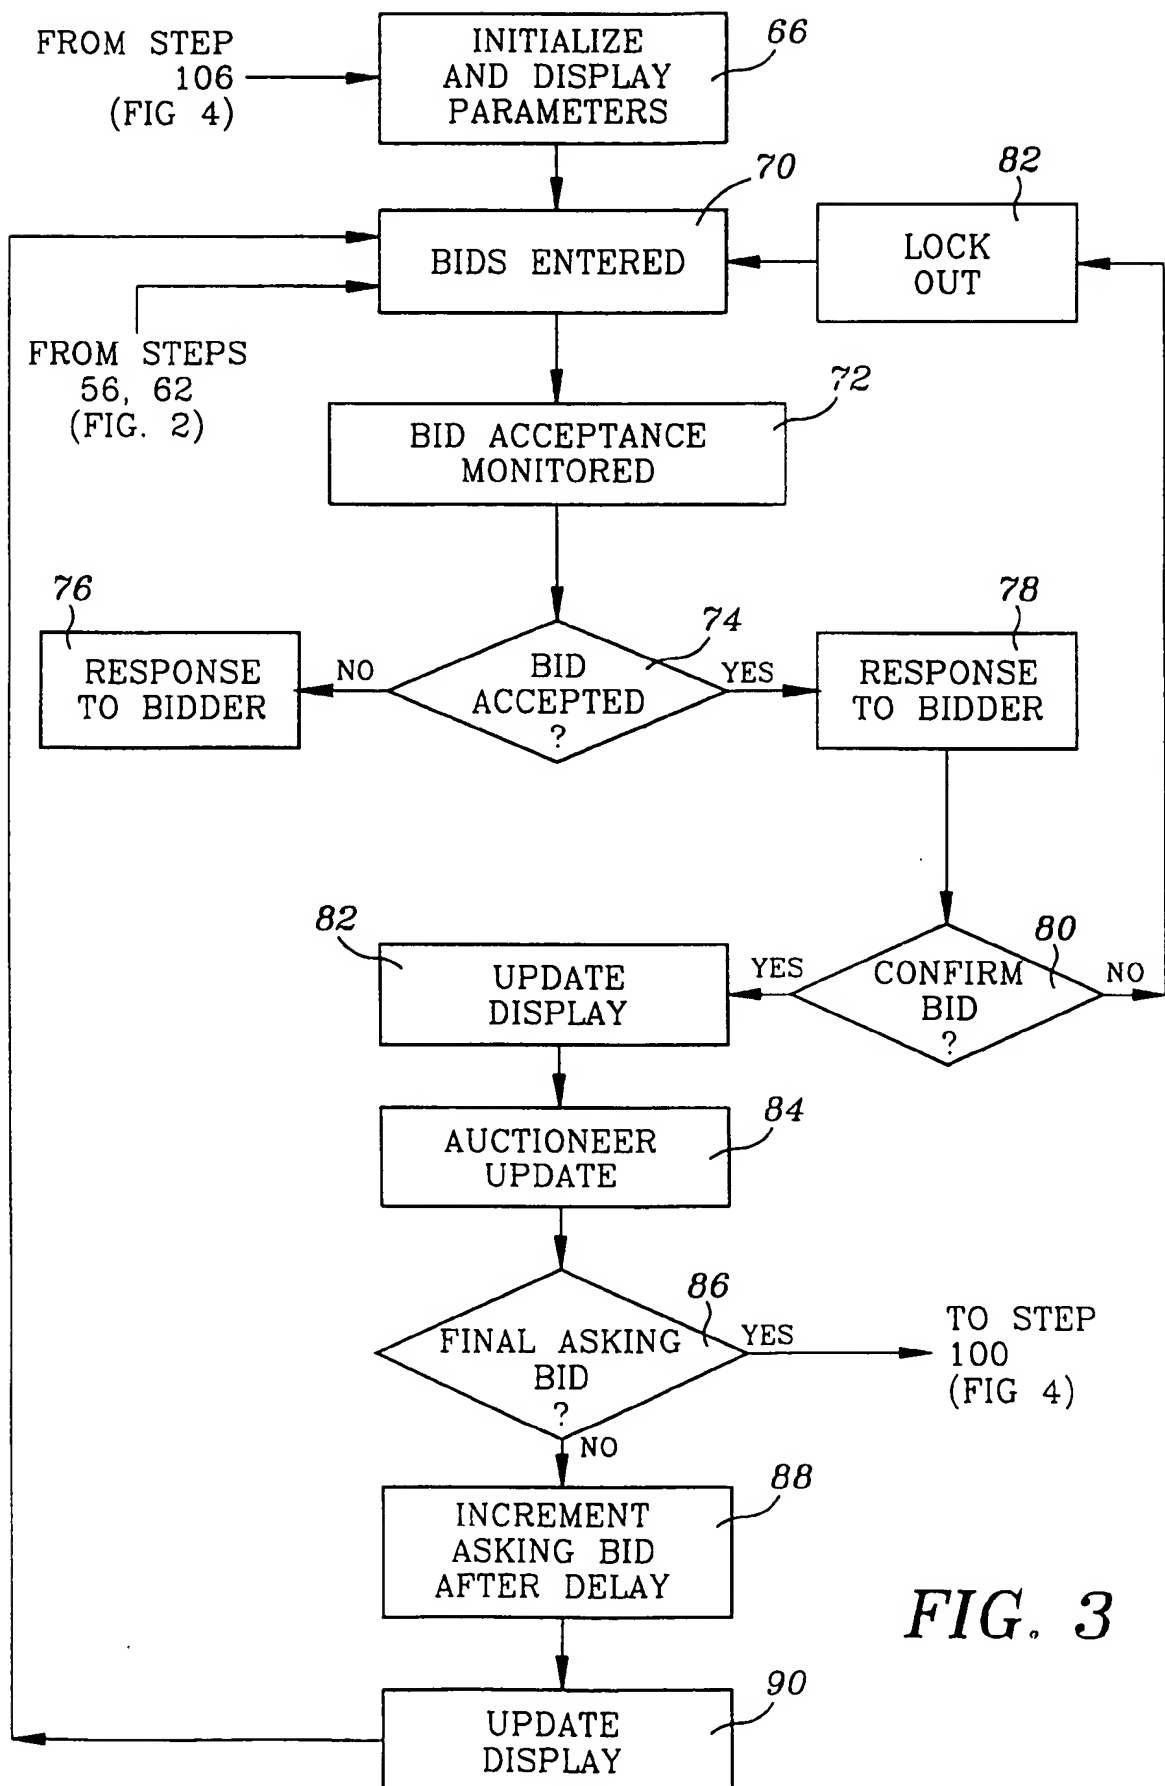 FROM STEP
106
(FIG 4)
INITIALIZE
AND DISPLAY
PARAMETERS
66
70
82
BIDS ENTERED
LOCK
OUT
FROM STEPS
56, 62
(FIG. 2)
72
BID ACCEPTANCE
MONITORED
76
RESPONSE
TO BIDDER
NO
BID
ACCEPTED
?
74
YES
78
RESPONSE
TO BIDDER
82
UPDATE
DISPLAY
YES
CONFIRM
BID
?
80
NO
AUCTIONEER
UPDATE
84
FINAL ASKING
BID
?
86
YES
TO STEP
100
(FIG 4)
NO
INCREMENT
ASKING BID
AFTER DELAY
88
FIG. 3
UPDATE
DISPLAY
90